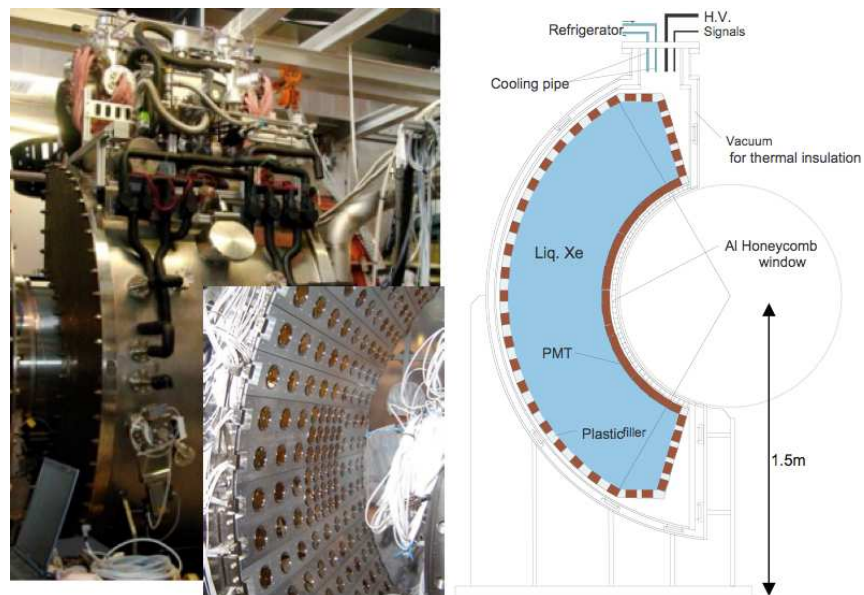 H.V.
Refrigerator
Signals
Cooling pipe
Vacuum
for thermal insulation
Liq. Xe
Al Honeycomb
window
PMT
Plastic filler
1.5m